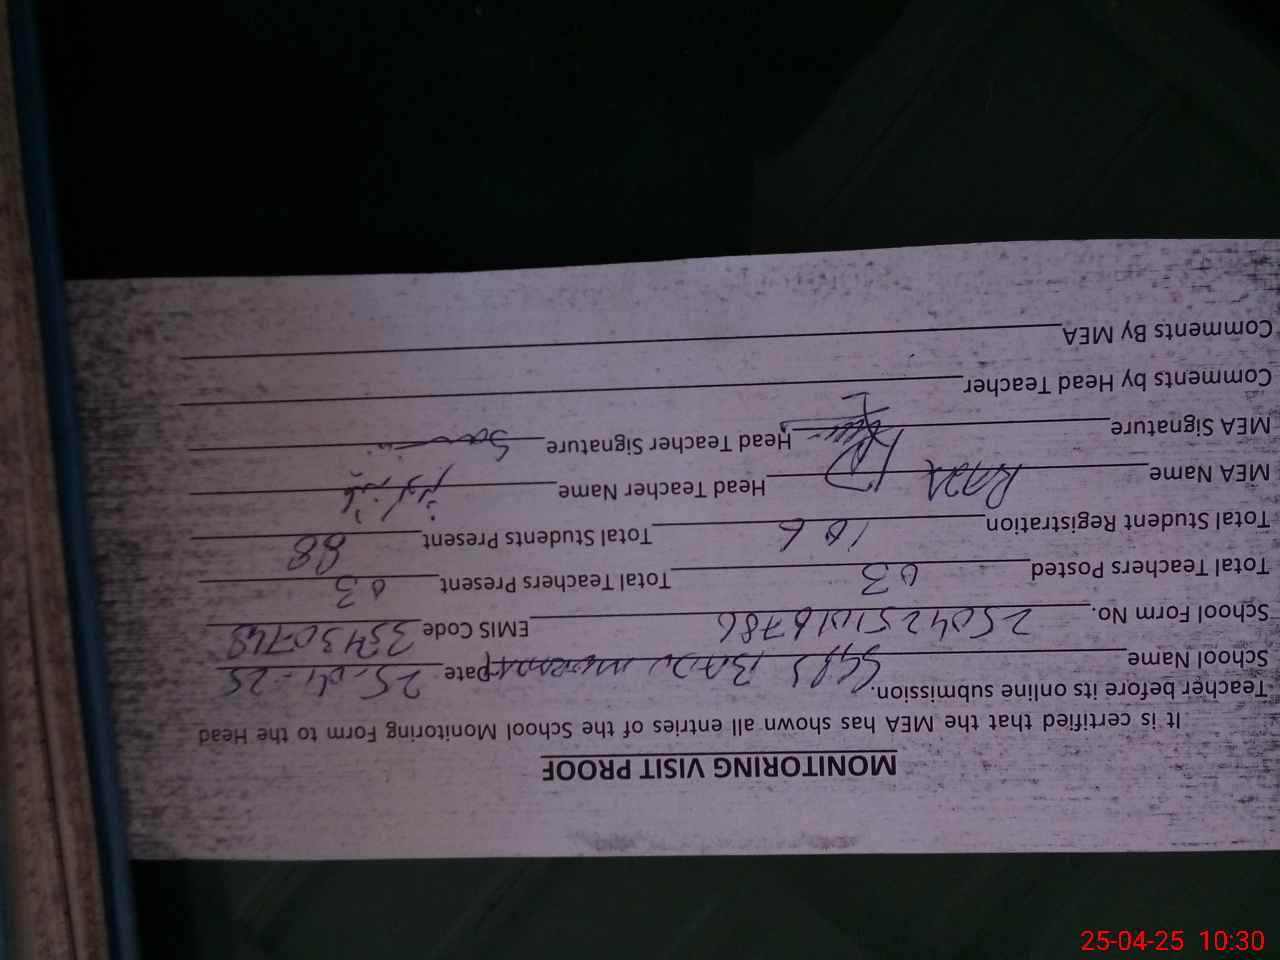 MONITORING VISIT PROOF
It is certified that the MEA has shown all entries of the School Monitoring Form to the Head
Teacher before its online submission.
School Name GGPS Date 25-04-25
School Form No. EMIS Code 35430748
Total Teachers Posted 03 Total Teachers Present 03
Total Student Registration 106 Total Students Present 88
MEA Name RAZA Head Teacher Name
MEA Signature Head Teacher Signature
Comments by Head Teacher
Comments By MEA
25-04-25 10:30